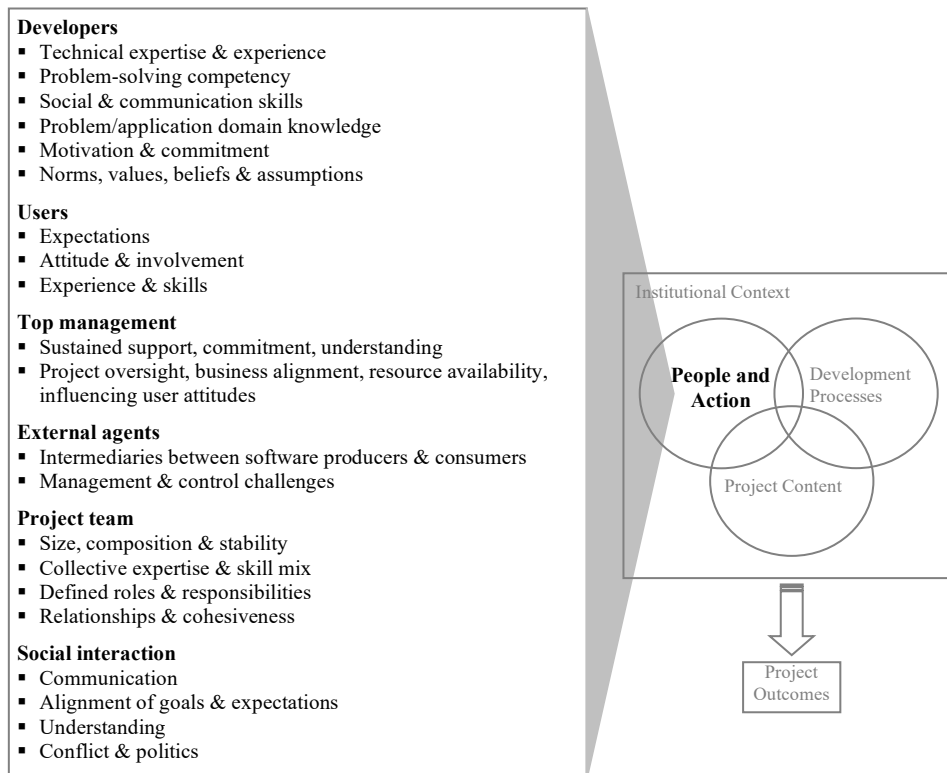 Developers
▪ Technical expertise & experience
▪ Problem-solving competency
▪ Social & communication skills
▪ Problem/application domain knowledge
▪ Motivation & commitment
▪ Norms, values, beliefs & assumptions
Users
▪ Expectations
▪ Attitude & involvement
▪ Experience & skills
Top management
▪ Sustained support, commitment, understanding
▪ Project oversight, business alignment, resource availability,
influencing user attitudes
External agents
▪ Intermediaries between software producers & consumers
▪ Management & control challenges
Project team
▪ Size, composition & stability
▪ Collective expertise & skill mix
▪ Defined roles & responsibilities
▪ Relationships & cohesiveness
Social interaction
▪ Communication
▪ Alignment of goals & expectations
▪ Understanding
▪ Conflict & politics
Institutional Context
People and
Action
Development
Processes
Project Content
Project
Outcomes